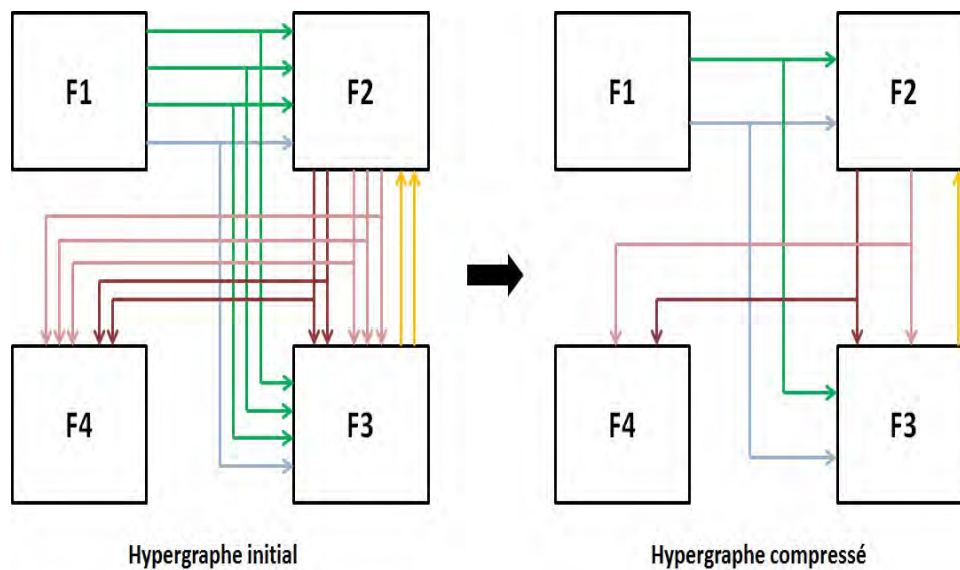 F1
F2
F4
F3
Hypergraphe initial
F1
F2
F4
F3
Hypergraphe compressé